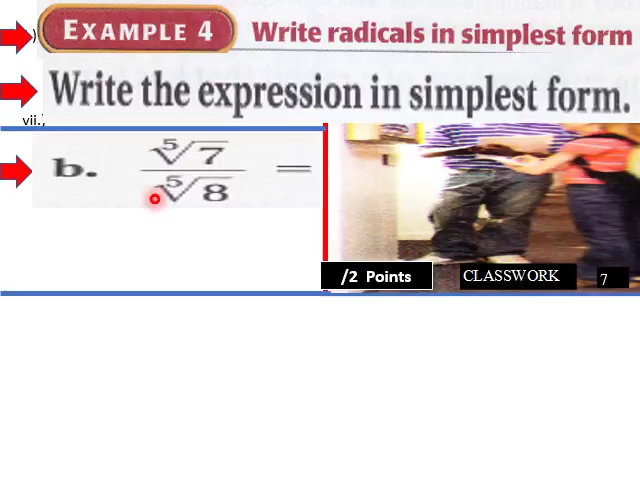 ) EXAMPLE 4 Write radicals in simplest form
Write the expression in simplest form.
vii.)
b. ⁵√7 / ⁵√8 =
/2 Points CLASSWORK 7